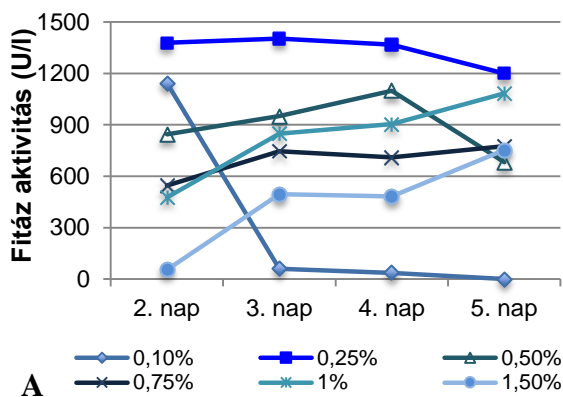 Fitáz aktivitás (U/l)
1500
1200
900
600
300
0
2. nap 3. nap 4. nap 5. nap
0,10% 0,25% 0,50%
0,75% 1% 1,50%
A